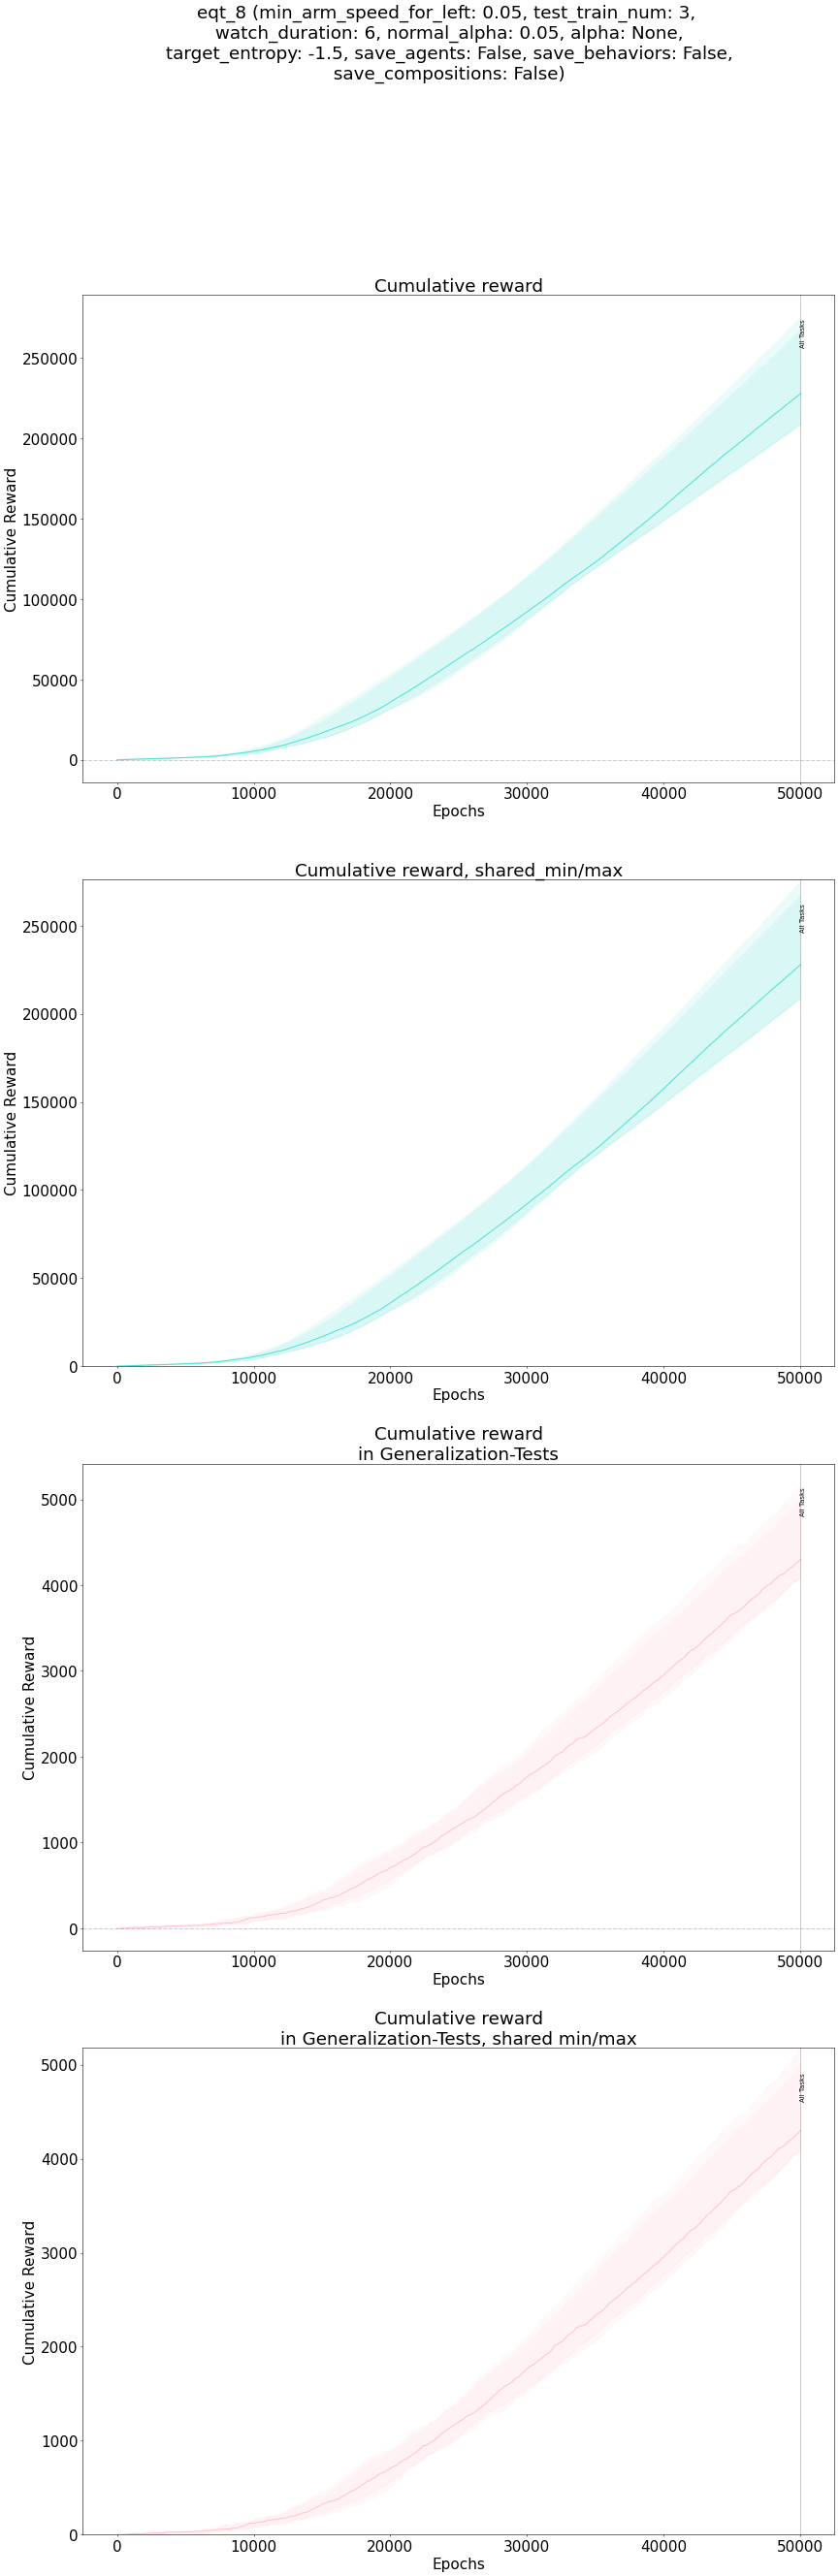 eqt_8 (min_arm_speed_for_left: 0.05, test_train_num: 3,
watch_duration: 6, normal_alpha: 0.05, alpha: None,
target_entropy: -1.5, save_agents: False, save_behaviors: False,
save_compositions: False)
Cumulative reward
All Tasks
250000
200000
150000
100000
50000
0
Cumulative Reward
0 10000 20000 30000 40000 50000
Epochs
Cumulative reward, shared_min/max
All Tasks
250000
200000
150000
100000
50000
0
Cumulative Reward
0 10000 20000 30000 40000 50000
Epochs
Cumulative reward
in Generalization-Tests
All Tasks
5000
4000
3000
2000
1000
0
Cumulative Reward
0 10000 20000 30000 40000 50000
Epochs
Cumulative reward
in Generalization-Tests, shared min/max
All Tasks
5000
4000
3000
2000
1000
0
Cumulative Reward
0 10000 20000 30000 40000 50000
Epochs